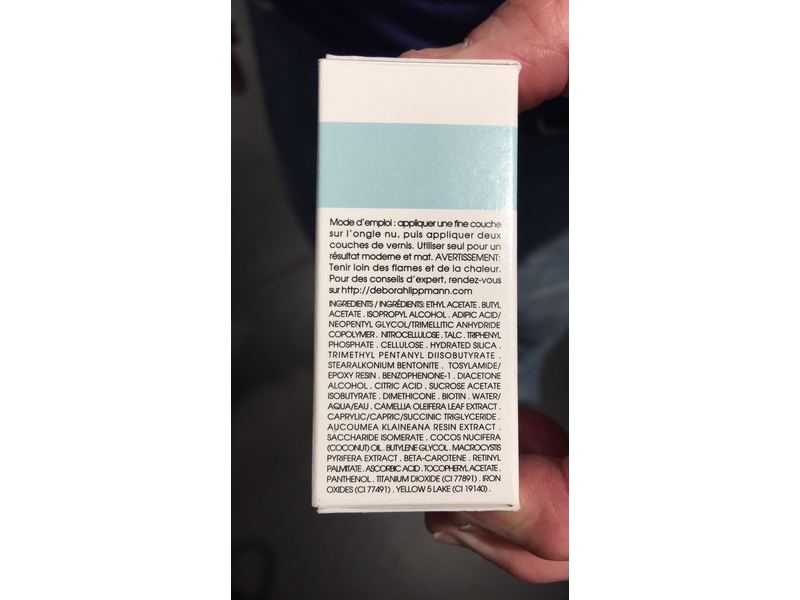 Mode d'emploi : appliquer une fine couche
sur l'ongle nu, puis appliquer deux
couches de vernis. Utiliser seul pour un
résultat moderne et mat. AVERTISSEMENT:
Tenir loin des flames et de la chaleur.
Pour des conseils d'expert, rendez-vous
sur http://deborahlippmann.com
INGREDIENTS / INGRÉDIENTS: ETHYL ACETATE . BUTYL
ACETATE . ISOPROPYL ALCOHOL . ADIPIC ACID/
NEOPENTYL GLYCOL/TRIMELLITIC ANHYDRIDE
COPOLYMER . NITROCELLULOSE . TALC . TRIPHENYL
PHOSPHATE . CELLULOSE . HYDRATED SILICA .
TRIMETHYL PENTANYL DIISOBUTYRATE .
STEARALKONIUM BENTONITE . TOSYLAMIDE/
EPOXY RESIN . BENZOPHENONE-1 . DIACETONE
ALCOHOL . CITRIC ACID . SUCROSE ACETATE
ISOBUTYRATE . DIMETHICONE . BIOTIN . WATER/
AQUA/EAU . CAMELLIA OLEIFERA LEAF EXTRACT .
CAPRYLIC/CAPRIC/SUCCINIC TRIGLYCERIDE .
AUCOUMEA KLAINEANA RESIN EXTRACT .
SACCHARIDE ISOMERATE . COCOS NUCIFERA
(COCONUT) OIL . BUTYLENE GLYCOL . MACROCYSTIS
PYRIFERA EXTRACT . BETA-CAROTENE . RETINYL
PALMITATE . ASCORBIC ACID . TOCOPHERYL ACETATE .
PANTHENOL . TITANIUM DIOXIDE (CI 77891) . IRON
OXIDES (CI 77491) . YELLOW 5 LAKE (CI 19140) .